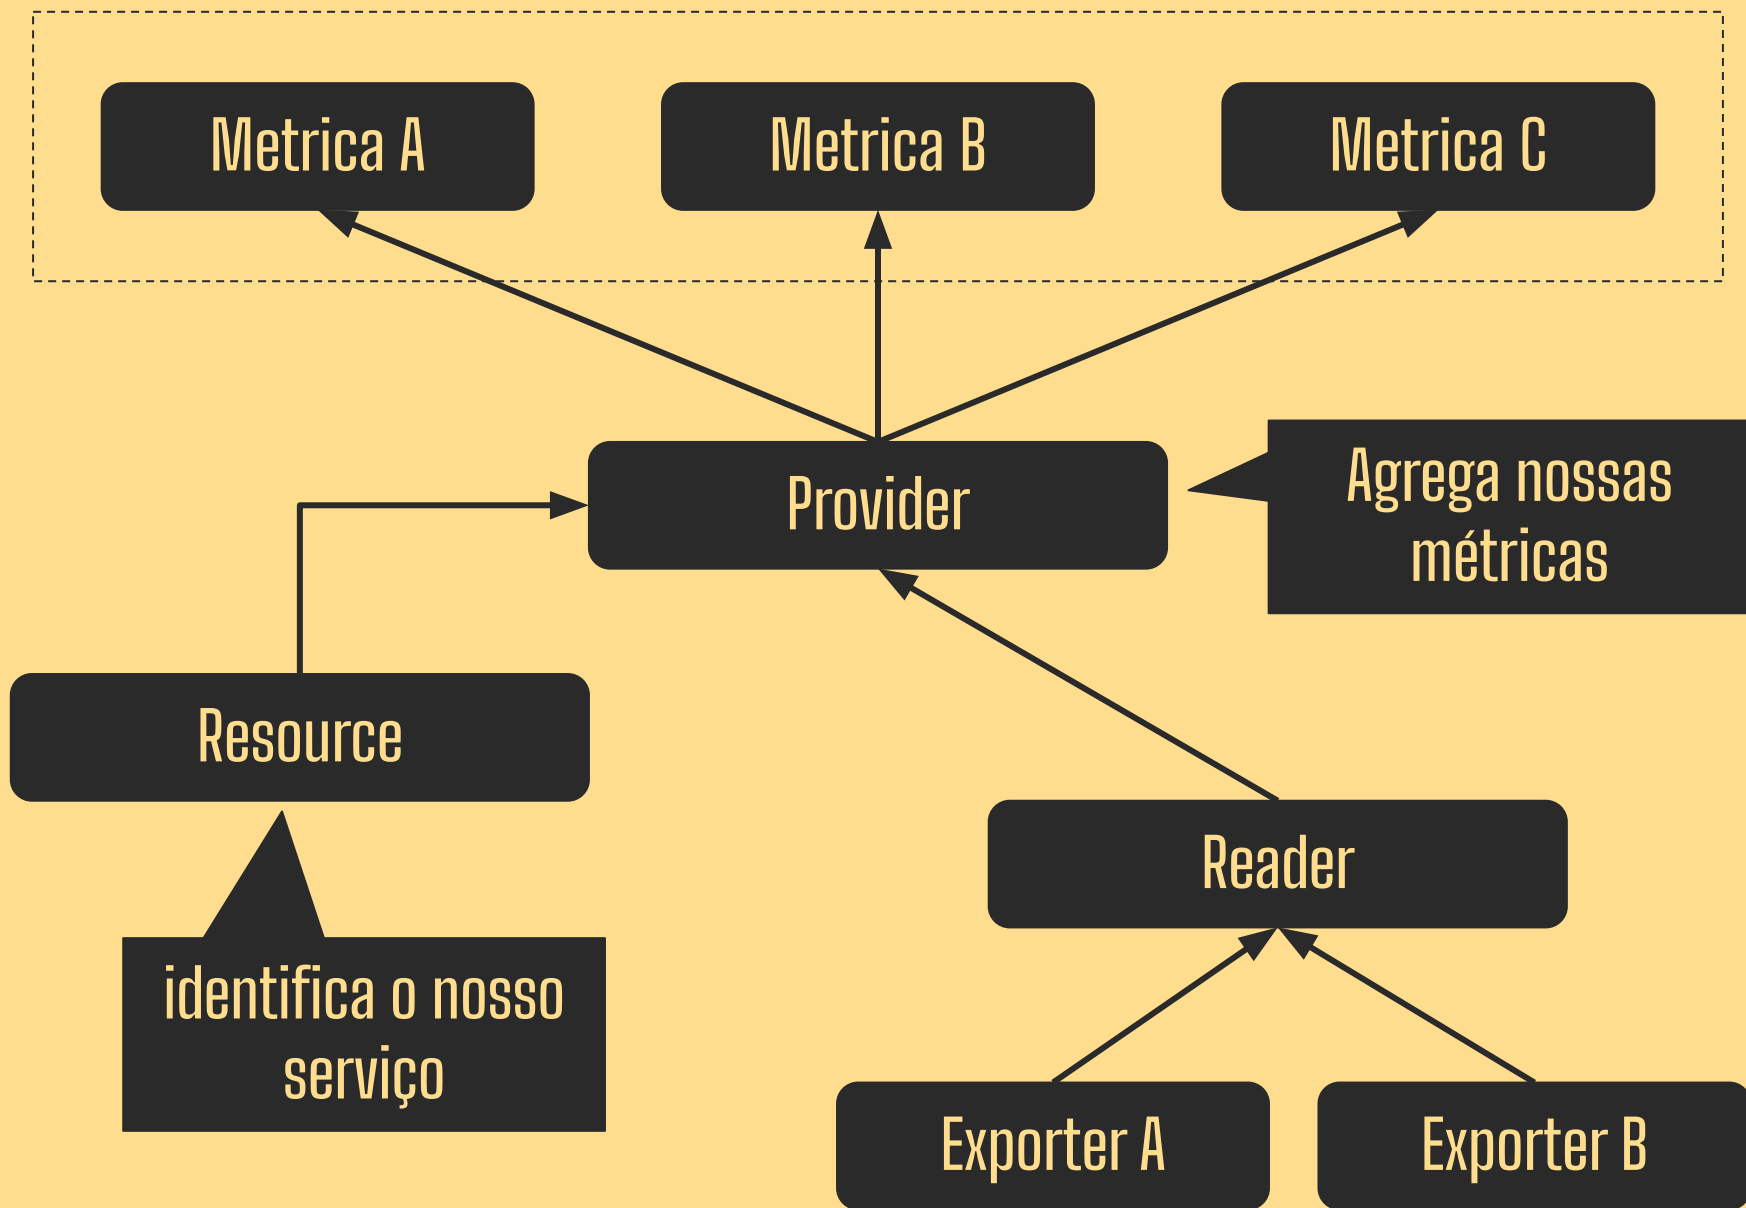 Metrica A
Metrica B
Metrica C
Provider
Agrega nossas
métricas
Resource
Reader
identifica o nosso
serviço
Exporter A
Exporter B